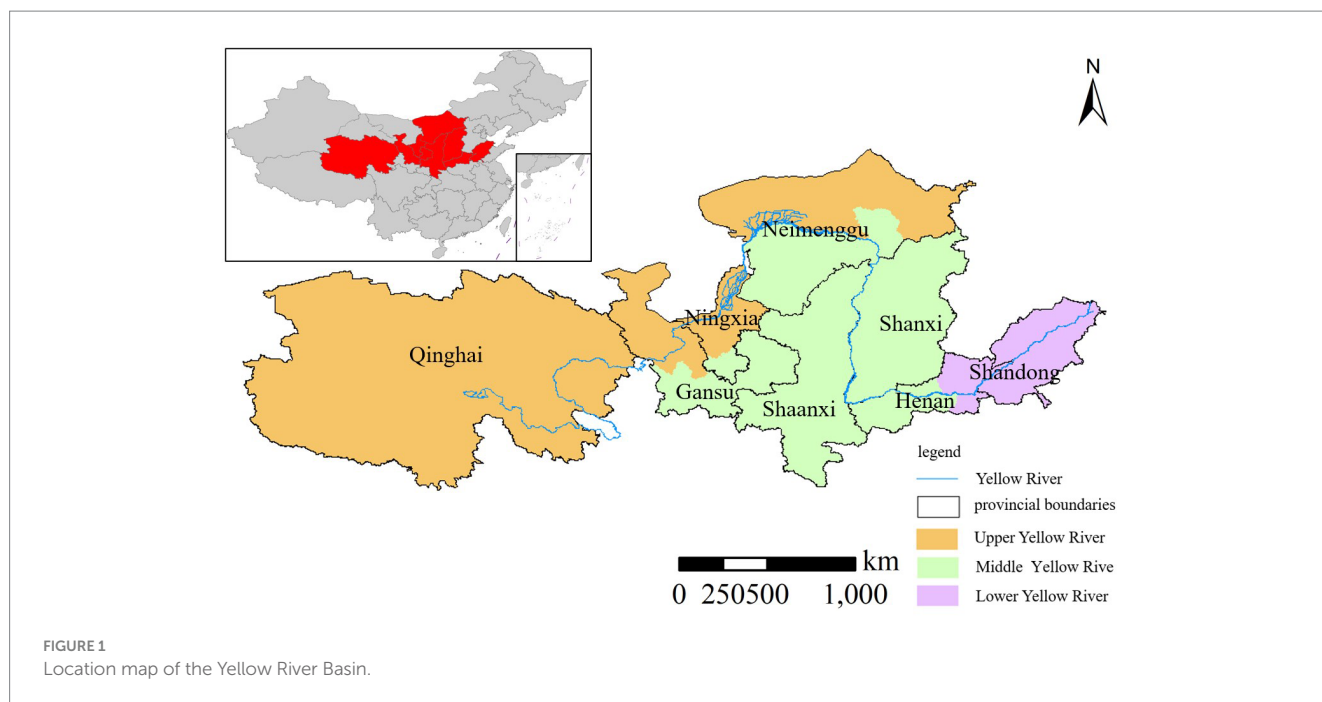 N
Neimenggu
Ningxia
Shanxi
Qinghai
Shandong
Gansu
Henan
Shaanxi
legend
Yellow River
provincial boundaries
Upper Yellow River
Middle Yellow Rive
Lower Yellow River
km
0 250500 1,000
FIGURE 1
Location map of the Yellow River Basin.